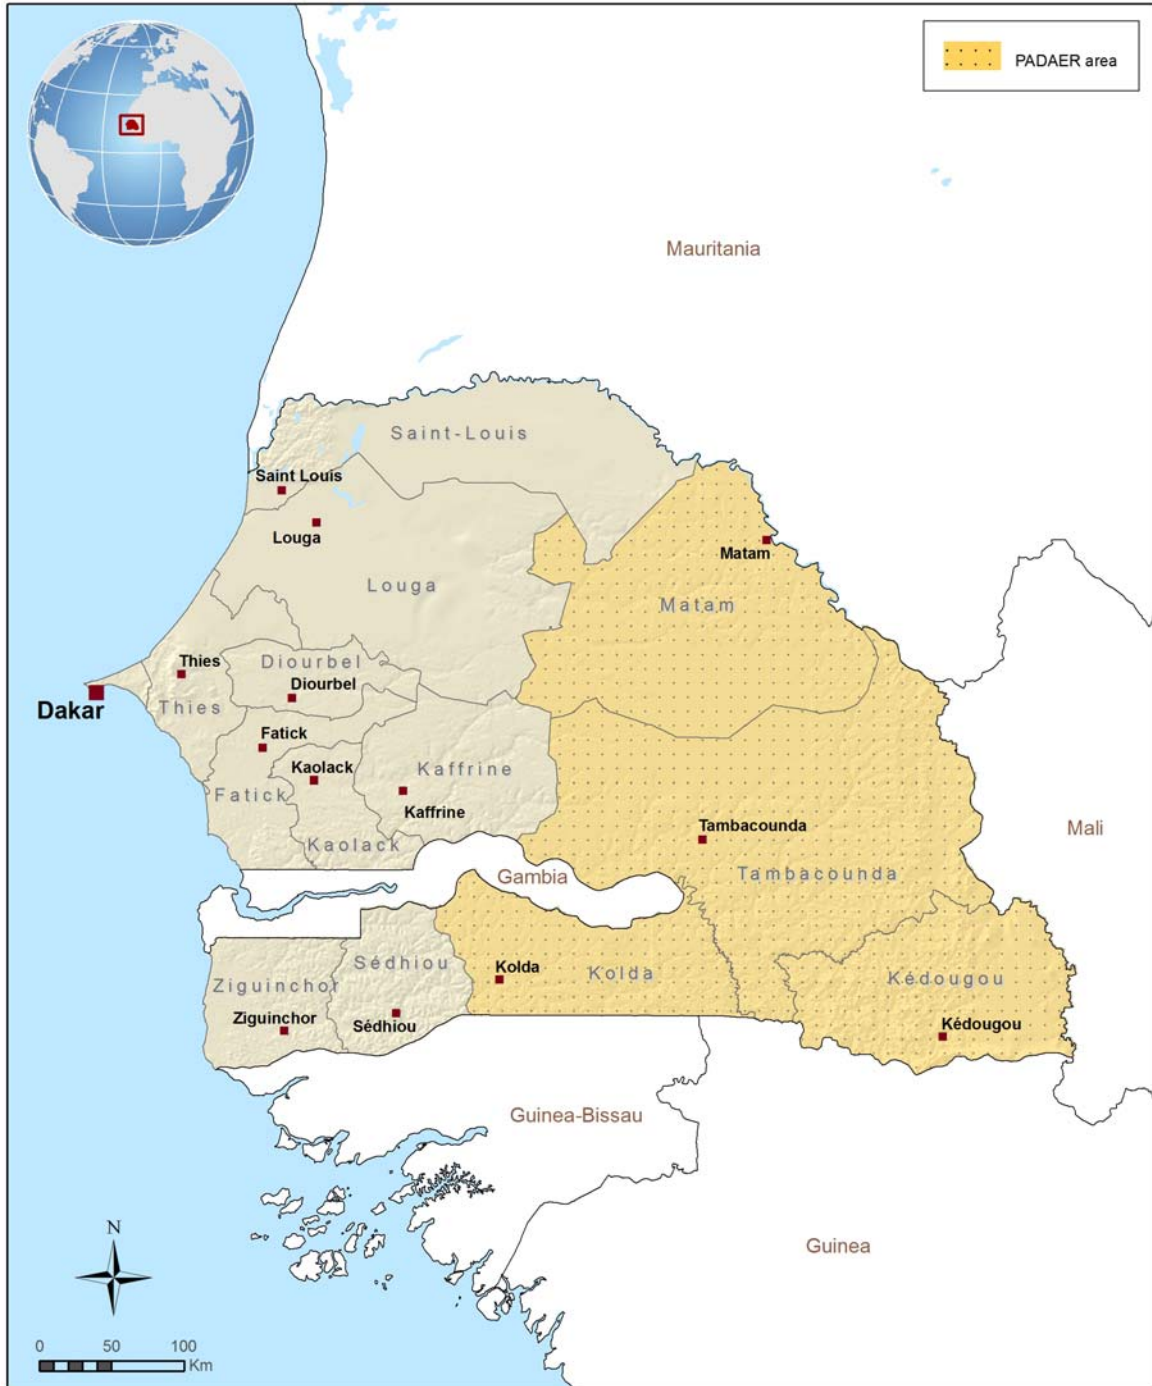 PADAER area
Mauritania
Saint-Louis
Saint Louis
Louga
Matam
Louga
Matam
Thies
Diourbel
Diourbel
Dakar
Thies
Fatick
Kaolack
Kaffrine
Fatick
Kaffrine
Tambacounda
Mali
Kaolack
Gambia
Tambacounda
Sédhiou
Kolda
Kolda
Kédougou
Ziguinchor
Ziguinchor
Sédhiou
Kédougou
Guinea-Bissau
N
Guinea
0 50 100
Km